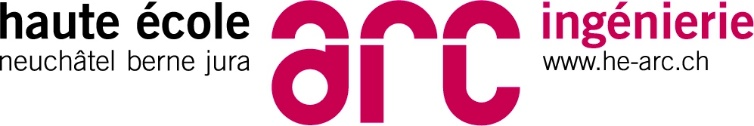 haute école
neuchâtel berne jura
arc
ingénierie
www.he-arc.ch